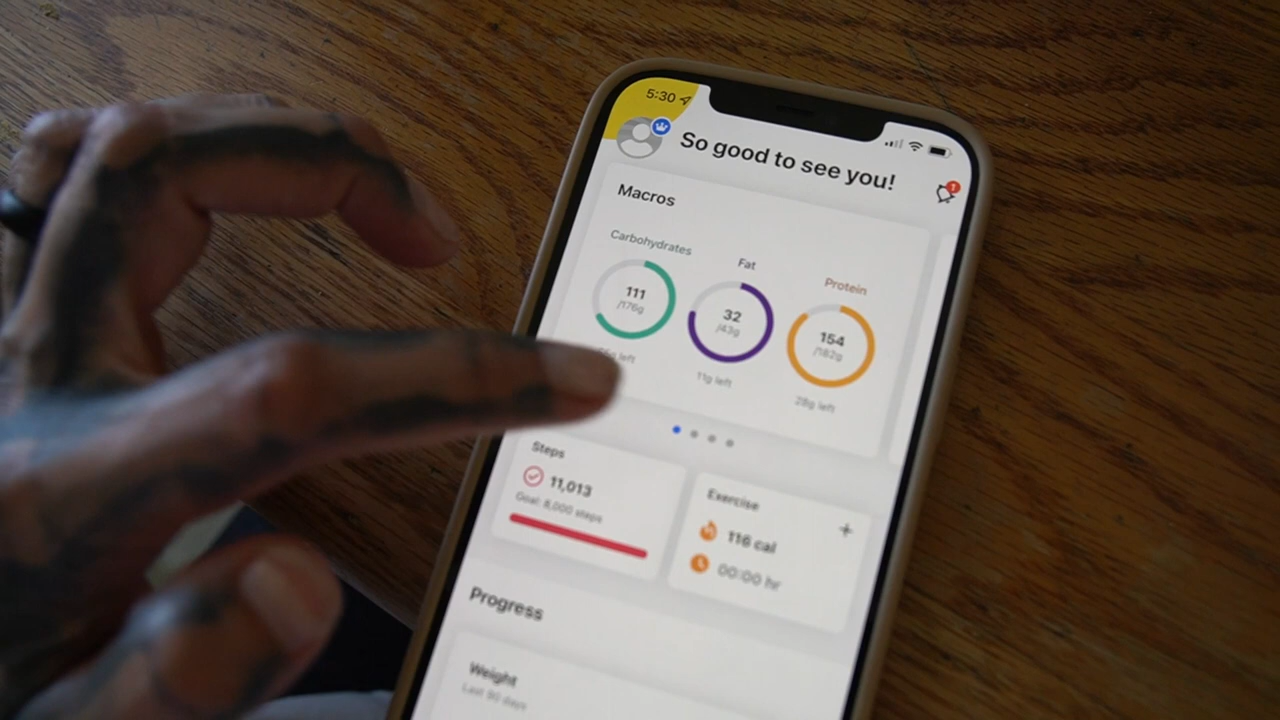 5:30
So good to see you!
1
Macros
Carbohydrates
Fat
Protein
111
/176g
32
/43g
154
/182g
left
11g left
28g left
Steps
11,013
Goal: 8,000 steps
Exercise
+
116 cal
00:00 hr
Progress
Weight
Last 90 days